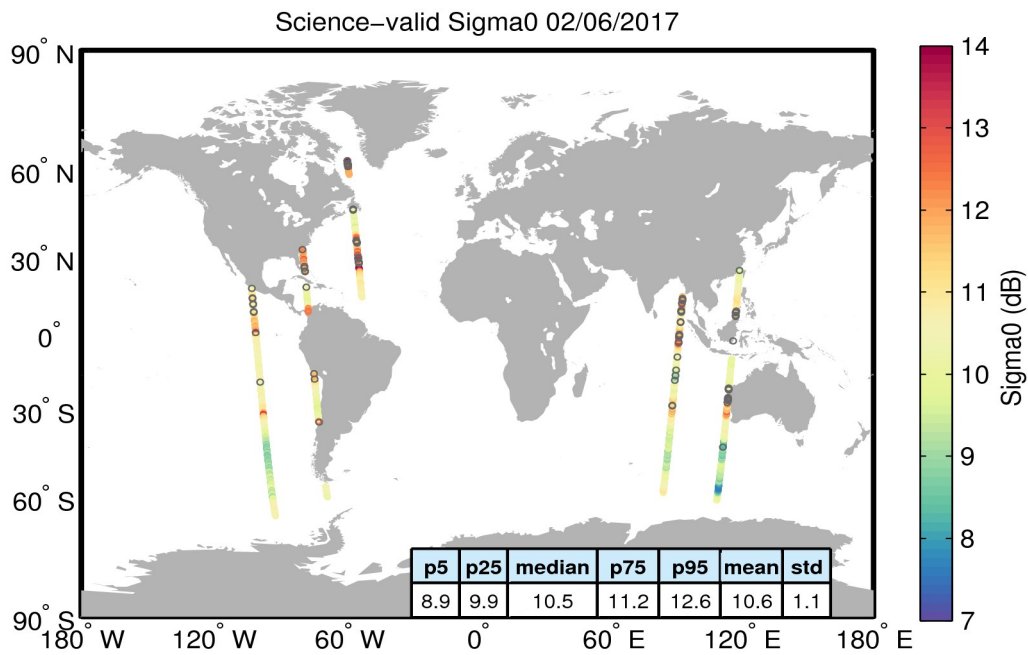 Science−valid Sigma0 02/06/2017
90° N
60° N
30° N
0°
30° S
60° S
90° S
180° W
120° W
60° W
0°
60° E
120° E
180° E
p5 p25 median p75 p95 mean std
8.9 9.9 10.5 11.2 12.6 10.6 1.1
14
13
12
11
10
9
8
7
Sigma0 (dB)